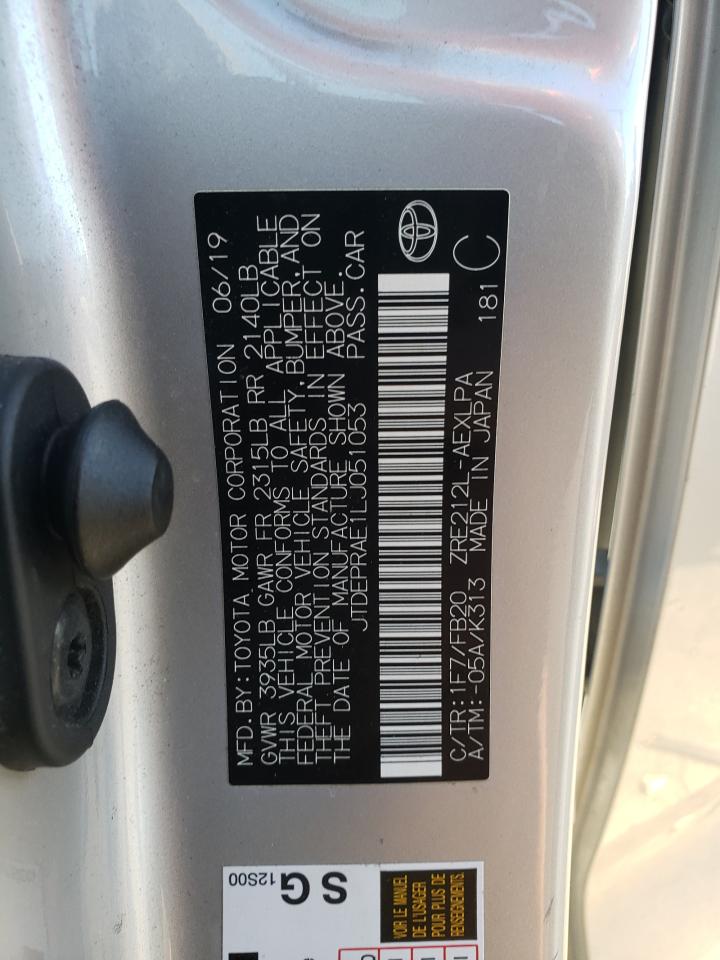 MFD.BY:TOYOTA MOTOR CORPORATION 06/19
GVWR 3935LB GAWR FR 2315LB RR 2140LB
THIS VEHICLE CONFORMS TO ALL APPLICABLE
FEDERAL MOTOR VEHICLE SAFETY,BUMPER,AND
THEFT PREVENTION STANDARDS IN EFFECT ON
THE DATE OF MANUFACTURE SHOWN ABOVE.
JTDEPRAE1LJ051053 PASS.CAR
C/TR:1F7/FB20 ZRE212L-AEXLPA 181 C
A/TM:-05A/K313 MADE IN JAPAN
SG
12S00
VOIR LE MANUEL
DE L'USAGER
POUR PLUS DE
RENSEIGNEMENTS.